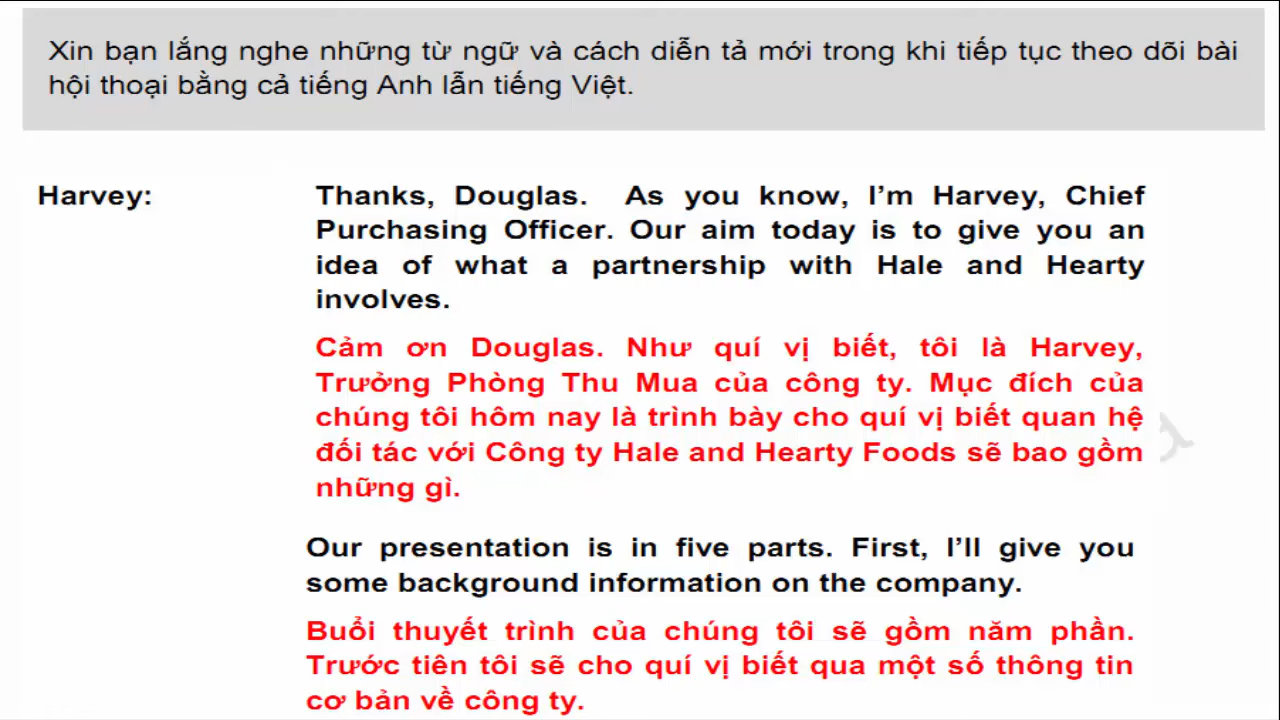 Xin bạn lắng nghe những từ ngữ và cách diễn tả mới trong khi tiếp tục theo dõi bài
hội thoại bằng cả tiếng Anh lẫn tiếng Việt.
Harvey: Thanks, Douglas. As you know, I’m Harvey, Chief
Purchasing Officer. Our aim today is to give you an
idea of what a partnership with Hale and Hearty
involves.
Cảm ơn Douglas. Như quí vị biết, tôi là Harvey,
Trưởng Phòng Thu Mua của công ty. Mục đích của
chúng tôi hôm nay là trình bày cho quí vị biết quan hệ
đối tác với Công ty Hale and Hearty Foods sẽ bao gồm
những gì.
Our presentation is in five parts. First, I’ll give you
some background information on the company.
Buổi thuyết trình của chúng tôi sẽ gồm năm phần.
Trước tiên tôi sẽ cho quí vị biết qua một số thông tin
cơ bản về công ty.